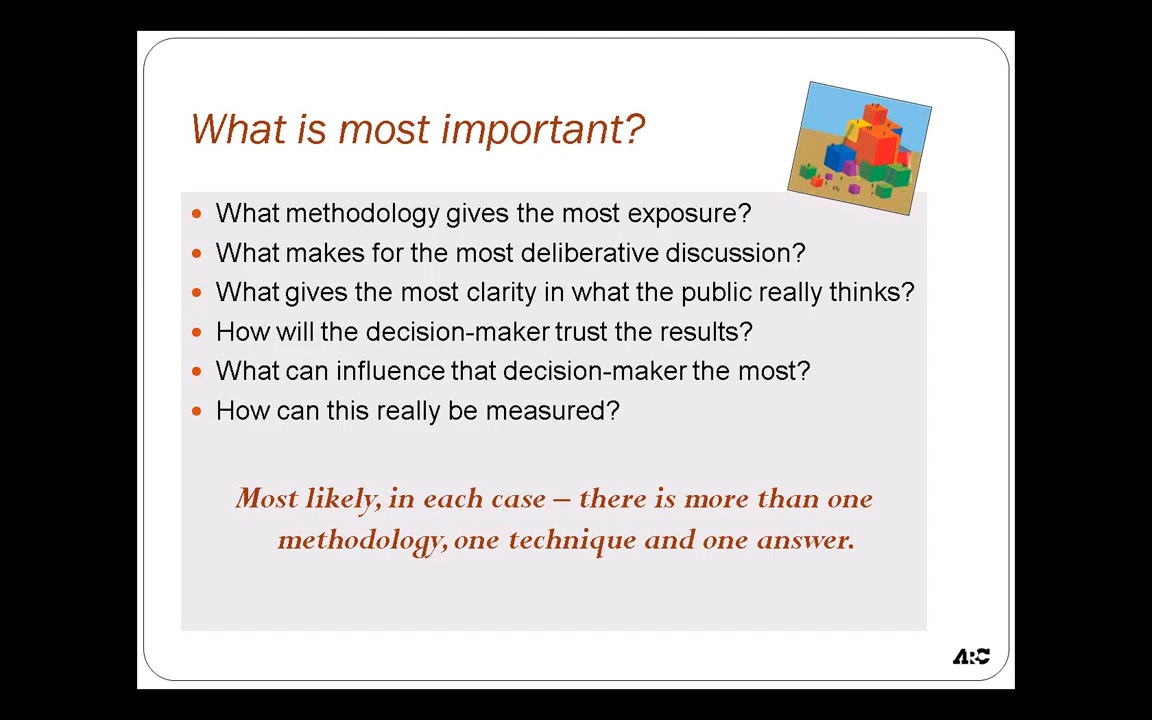 What is most important?
What methodology gives the most exposure?
What makes for the most deliberative discussion?
What gives the most clarity in what the public really thinks?
How will the decision-maker trust the results?
What can influence that decision-maker the most?
How can this really be measured?
Most likely, in each case – there is more than one
methodology, one technique and one answer.
ARC